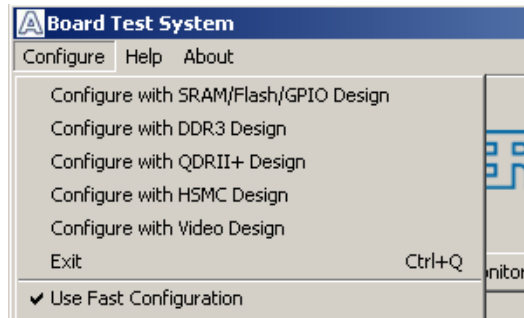 Board Test System
Configure Help About
Configure with SRAM/Flash/GPIO Design
Configure with DDR3 Design
Configure with QDRII+ Design
Configure with HSMC Design
Configure with Video Design
Exit Ctrl+Q
Use Fast Configuration